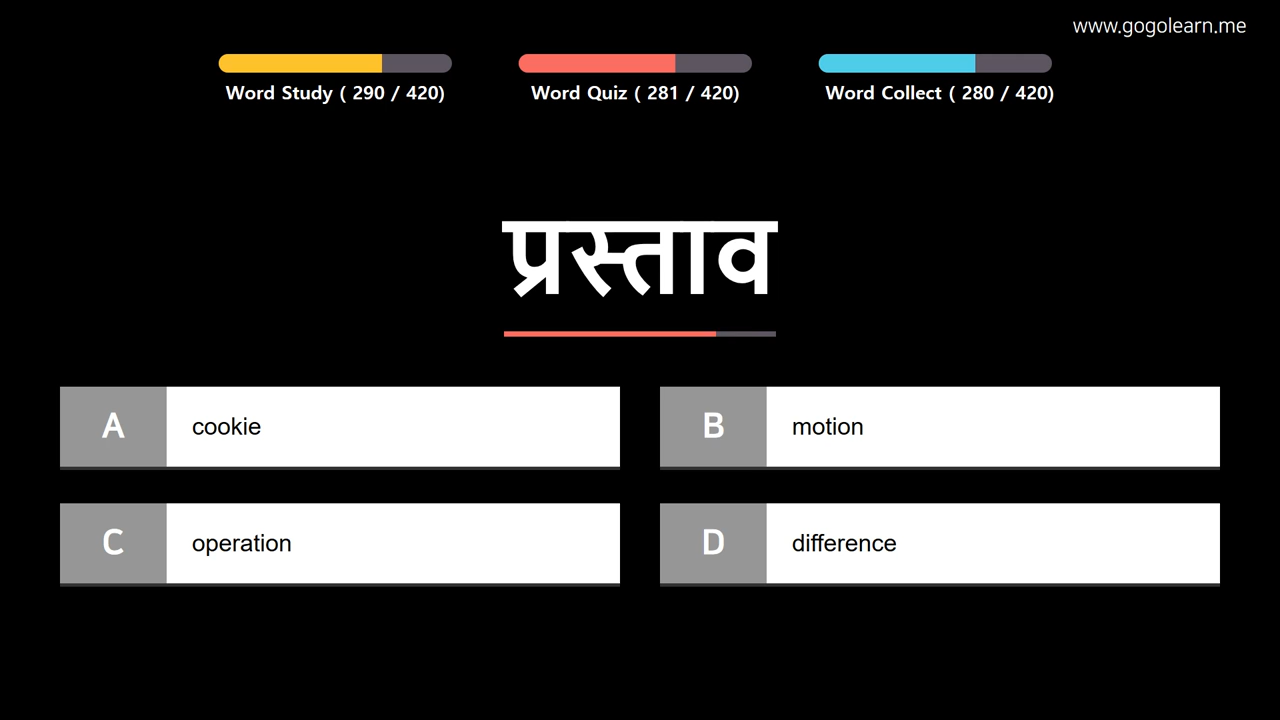 www.gogolearn.me
Word Study ( 290 / 420) Word Quiz ( 281 / 420) Word Collect ( 280 / 420)
प्रस्ताव
A cookie
B motion
C operation
D difference